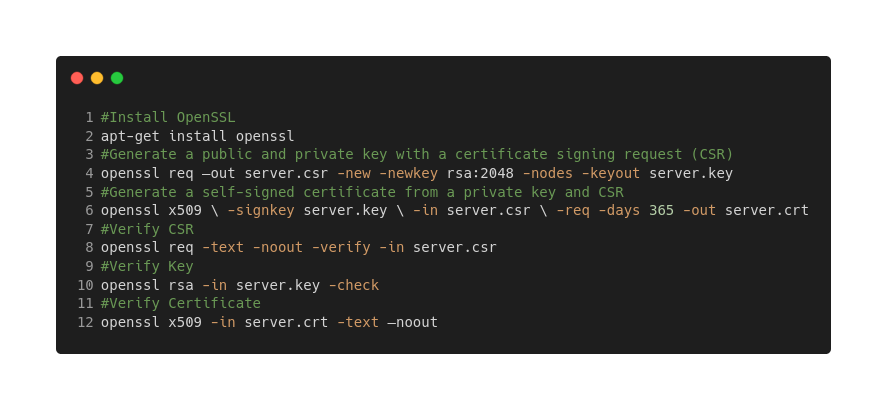 1 #Install OpenSSL
2 apt-get install openssl
3 #Generate a public and private key with a certificate signing request (CSR)
4 openssl req –out server.csr -new -newkey rsa:2048 -nodes -keyout server.key
5 #Generate a self-signed certificate from a private key and CSR
6 openssl x509 \ -signkey server.key \ -in server.csr \ -req -days 365 -out server.crt
7 #Verify CSR
8 openssl req -text -noout -verify -in server.csr
9 #Verify Key
10 openssl rsa -in server.key -check
11 #Verify Certificate
12 openssl x509 -in server.crt -text –noout